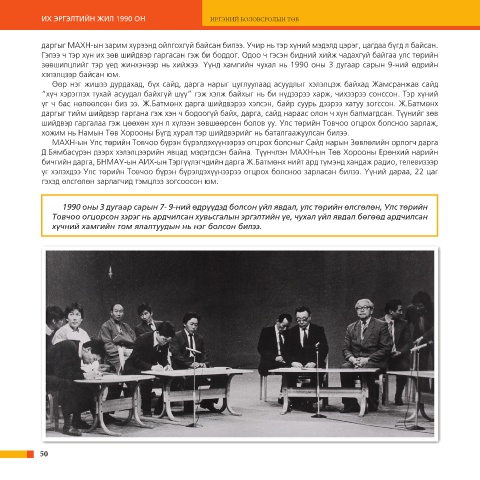 ИХ ЭРГЭЛТИЙН ЖИЛ 1990 ОН
ИРГЭНИЙ БОЛОВСРОЛЫН ТӨВ
даргыг МАХН-ын зарим хүрээнд ойлгохгүй байсан билээ. Учир нь тэр хүний мэдэлд цэрэг, цагдаа бүгд л байсан.
Гэлээ ч тэр хүн их зөв шийдвэр гаргасан гэж би боддог. Одоо ч гэсэн бидний хийж чадахгүй байгаа улс төрийн
зөвшилцлийг тэр үед жинхэнээр нь хийжээ. Үүнд хамгийн чухал нь 1990 оны 3 дугаар сарын 9-ний өдрийн
хэлэлцээр байсан юм.
Өөр нэг жишээ дурдахад, бүх сайд, дарга нарыг цуглуулаад асуудлыг хэлэлцэж байхад Жамсранжав сайд
"хүч хэрэглэх тухай асуудал байхгүй шүү" гэж хэлж байхыг нь би нүдээрээ харж, чихээрээ сонссон. Тэр хүний
үг ч бас нөлөөлсөн биз ээ. Ж.Батмөнх дарга шийдвэрээ хэлсэн, байр суурь дээрээ хатуу зогссон. Ж.Батмөнх
даргыг тийм шийдвэр гаргана гэж хэн ч бодоогүй байх, дарга, сайд нараас олон ч хүн балмагдсан. Түүнийг зөв
шийдвэр гаргалаа гэж цөөхөн хүн л хүлээн зөвшөөрсөн болов уу. Улс төрийн Товчоо огцрох болсноо зарлаж,
хожим нь Намын Төв Хорооны Бүгд хурал тэр шийдвэрийг нь баталгаажуулсан билээ.
МАХН-ын Улс төрийн Товчоо бүрэн бүрэлдэхүүнээрээ огцрох болсныг Сайд нарын Зөвлөлийн орлогч дарга
Д.Бямбасүрэн дээрх хэлэлцээрийн явцад мэдэгдсэн байна. Түүнчлэн МАХН-ын Төв Хорооны Ерөнхий нарийн
бичгийн дарга, БНМАУ-ын АИХ-ын Тэргүүлэгчдийн дарга Ж.Батмөнх нийт ард түмэнд хандаж радио, телевизээр
үг хэлэхдээ Улс төрийн Товчоо бүрэн бүрэлдэхүүнээрээ огцрох болсноо зарласан билээ. Үүний дараа, 22 цаг
гэхэд өлсгөлөн зарлагчид тэмцлээ зогсоосон юм.
1990 оны 3 дугаар сарын 7- 9-ний өдрүүдэд болсон үйл явдал, улс төрийн өлсгөлөн, Улс төрийн
Товчоо огцорсон зэрэг нь ардчилсан хувьсгалын эргэлтийн үе, чухал үйл явдал бөгөөд ардчилсан
хүчний хамгийн том ялалтуудын нь нэг болсон билээ.
50